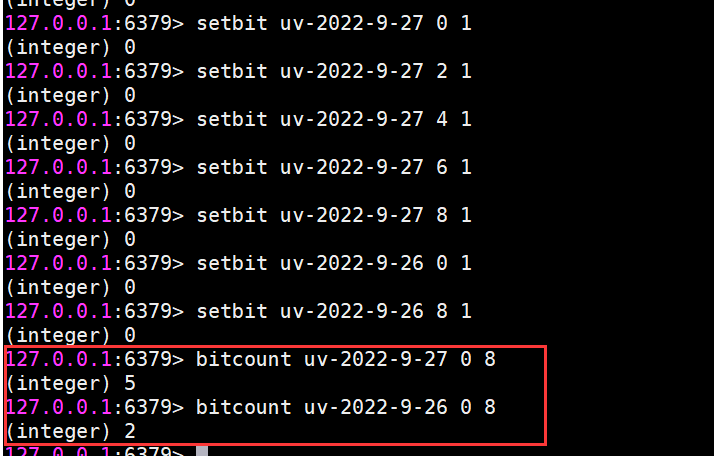 (integer) 0
127.0.0.1:6379> setbit uv-2022-9-27 0 1
(integer) 0
127.0.0.1:6379> setbit uv-2022-9-27 2 1
(integer) 0
127.0.0.1:6379> setbit uv-2022-9-27 4 1
(integer) 0
127.0.0.1:6379> setbit uv-2022-9-27 6 1
(integer) 0
127.0.0.1:6379> setbit uv-2022-9-27 8 1
(integer) 0
127.0.0.1:6379> setbit uv-2022-9-26 0 1
(integer) 0
127.0.0.1:6379> setbit uv-2022-9-26 8 1
(integer) 0
127.0.0.1:6379> bitcount uv-2022-9-27 0 8
(integer) 5
127.0.0.1:6379> bitcount uv-2022-9-26 0 8
(integer) 2
127.0.0.1:6379>